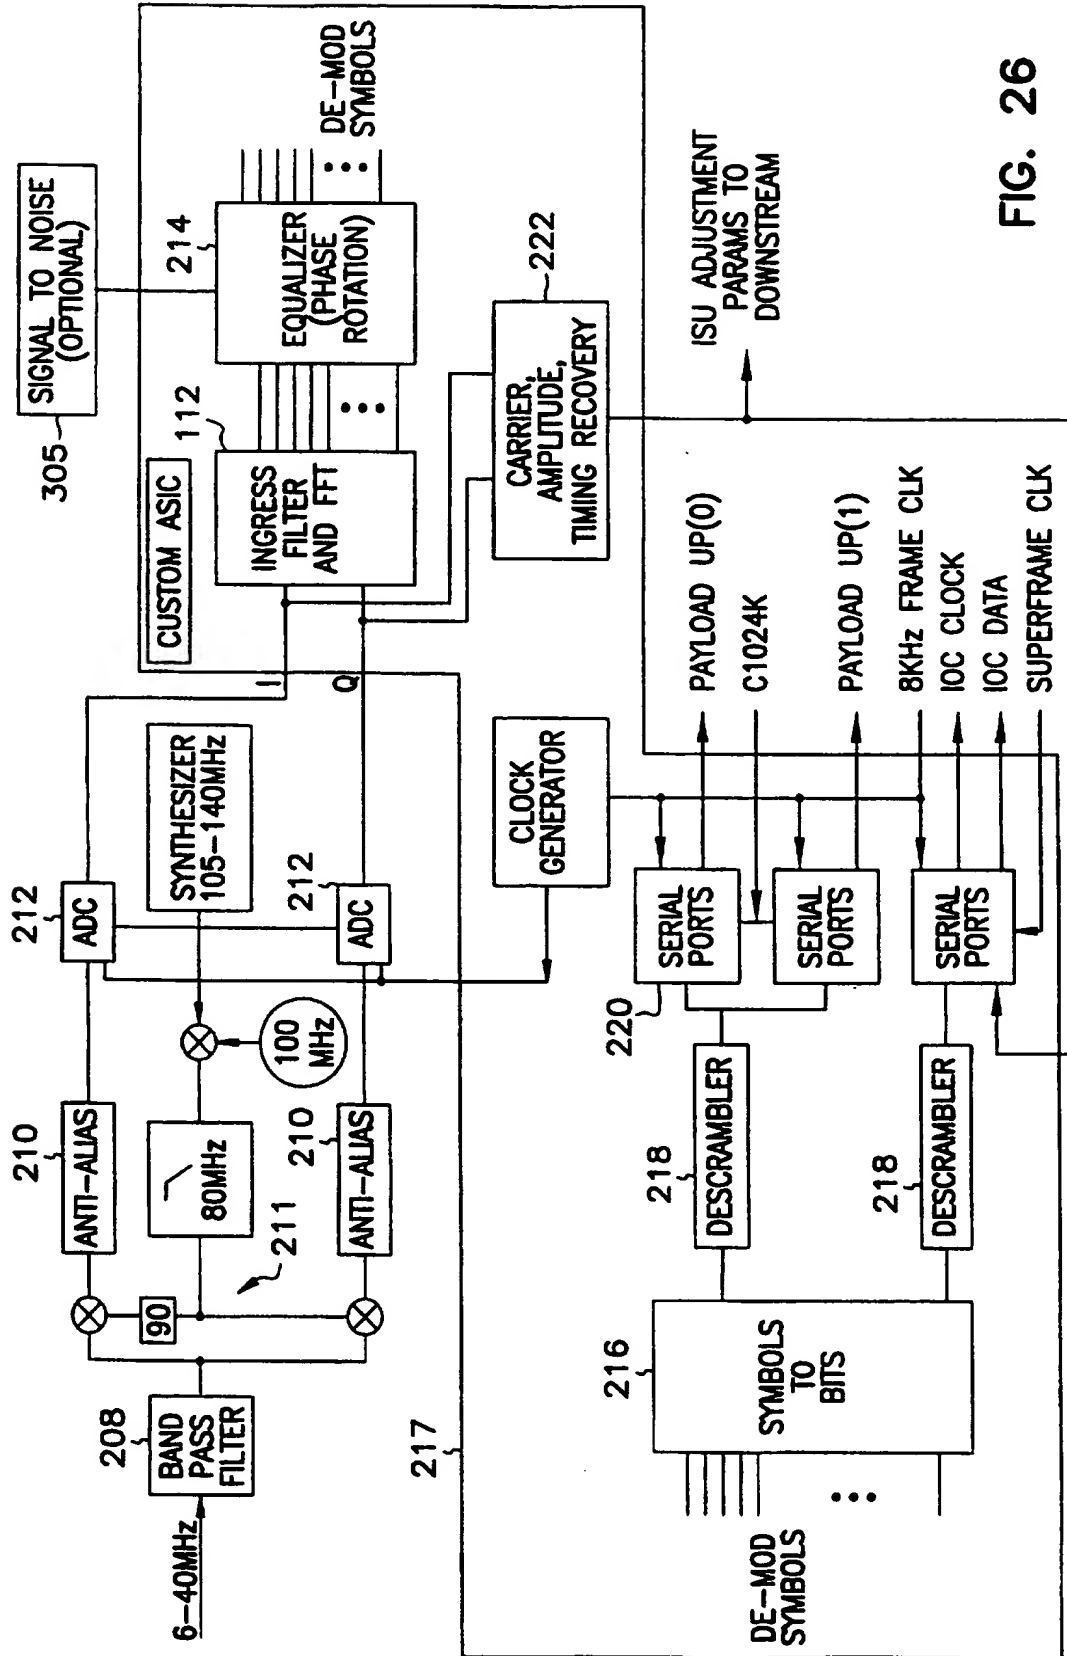 6-40MHz
208
BAND
PASS
FILTER
90
211
210
ANTI-ALIAS
80MHz
210
ANTI-ALIAS
100
MHz
212
ADC
SYNTHESIZER
105-140MHz
212
ADC
I
Q
CUSTOM ASIC
305
SIGNAL TO NOISE
(OPTIONAL)
112
INGRESS
FILTER
AND FFT
214
EQUALIZER
(PHASE
ROTATION)
DE-MOD
SYMBOLS
222
CARRIER,
AMPLITUDE,
TIMING RECOVERY
217
CLOCK
GENERATOR
ISU ADJUSTMENT
PARAMS TO
DOWNSTREAM
DE-MOD
SYMBOLS
216
SYMBOLS
TO
BITS
218
DESCRAMBLER
218
DESCRAMBLER
220
SERIAL
PORTS
SERIAL
PORTS
SERIAL
PORTS
PAYLOAD UP(0)
C1024K
PAYLOAD UP(1)
8KHz FRAME CLK
IOC CLOCK
IOC DATA
SUPERFRAME CLK
FIG. 26